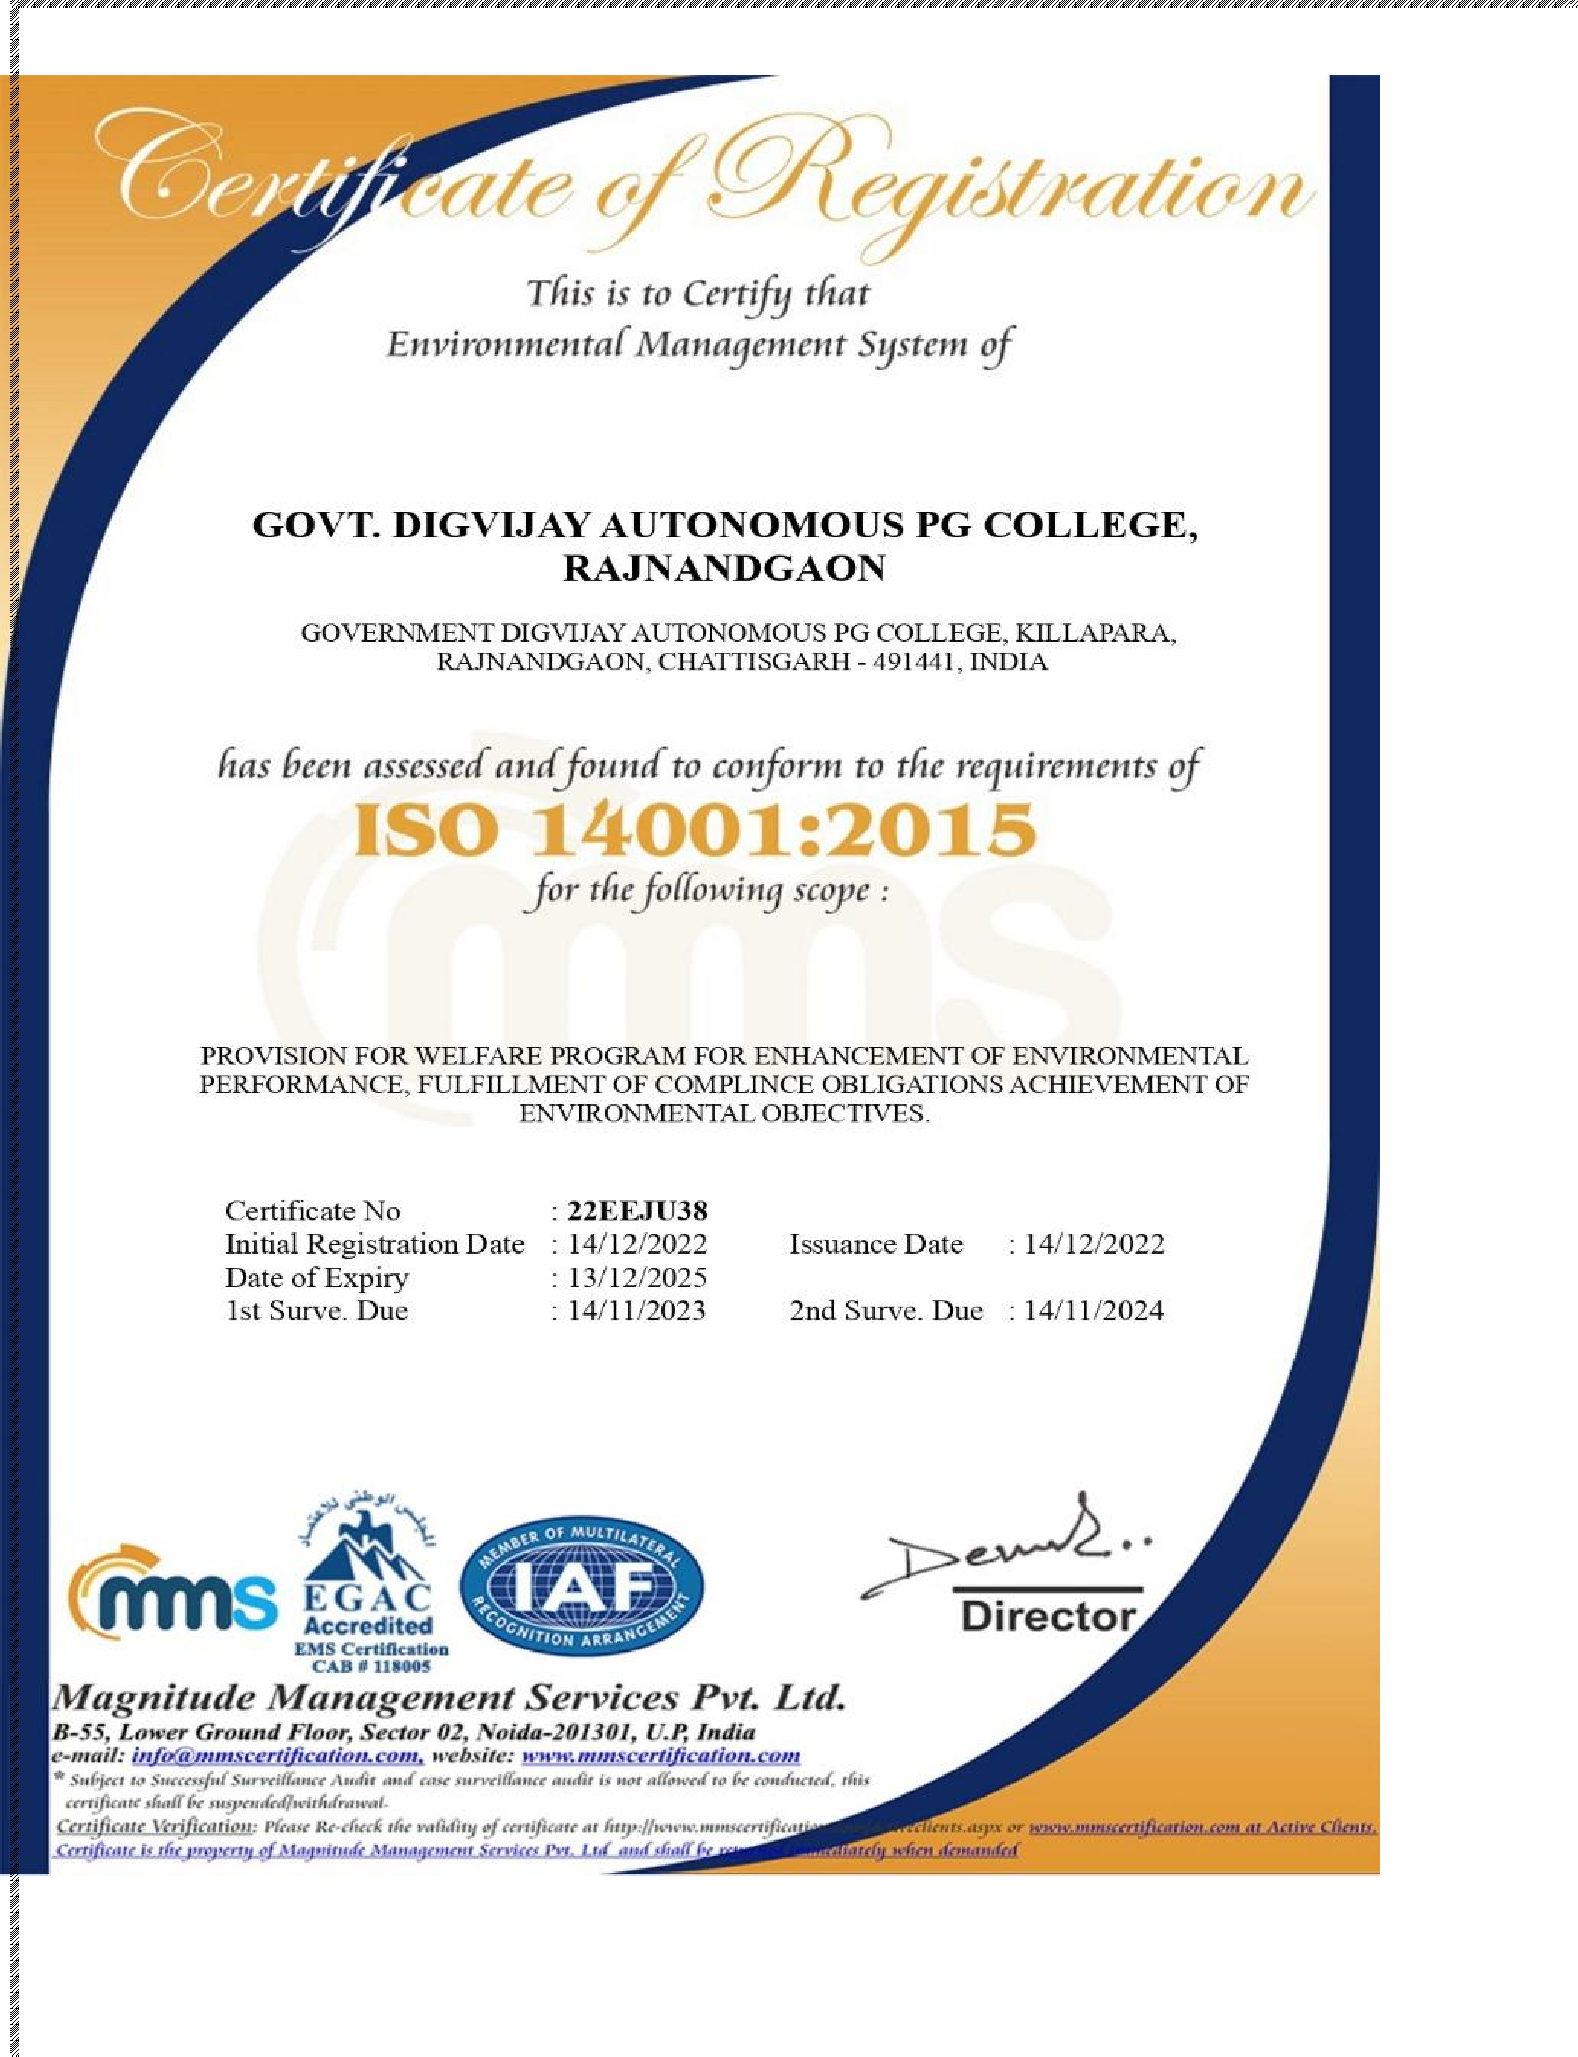 Certificate of Registration
This is to Certify that
Environmental Management System of
GOVT. DIGVIJAY AUTONOMOUS PG COLLEGE,
RAJNANDGAON
GOVERNMENT DIGVIJAY AUTONOMOUS PG COLLEGE, KILLAPARA,
RAJNANDGAON, CHATTISGARH - 491441, INDIA
has been assessed and found to conform to the requirements of
ISO 14001:2015
for the following scope :
mms
PROVISION FOR WELFARE PROGRAM FOR ENHANCEMENT OF ENVIRONMENTAL
PERFORMANCE, FULFILLMENT OF COMPLINCE OBLIGATIONS ACHIEVEMENT OF
ENVIRONMENTAL OBJECTIVES.
Certificate No : 22EEJU38
Initial Registration Date : 14/12/2022 Issuance Date : 14/12/2022
Date of Expiry : 13/12/2025
1st Surve. Due : 14/11/2023 2nd Surve. Due : 14/11/2024
mms
المجلس الوطني للاعتماد
EGAC
Accredited
EMS Certification
CAB # 118005
MEMBER OF MULTILATERAL
IAF
RECOGNITION ARRANGEMENT
Director
Magnitude Management Services Pvt. Ltd.
B-55, Lower Ground Floor, Sector 02, Noida-201301, U.P, India
e-mail: info@mmscertification.com, website: www.mmscertification.com
* Subject to Successful Surveillance Audit and case surveillance audit is not allowed to be conducted, this
certificate shall be suspended/withdrawal.
Certificate Verification: Please Re-check the validity of certificate at or www.mmscertification.com at Active Clients.
Certificate is the property of Magnitude Management Services Pvt. Ltd and shall be when demanded